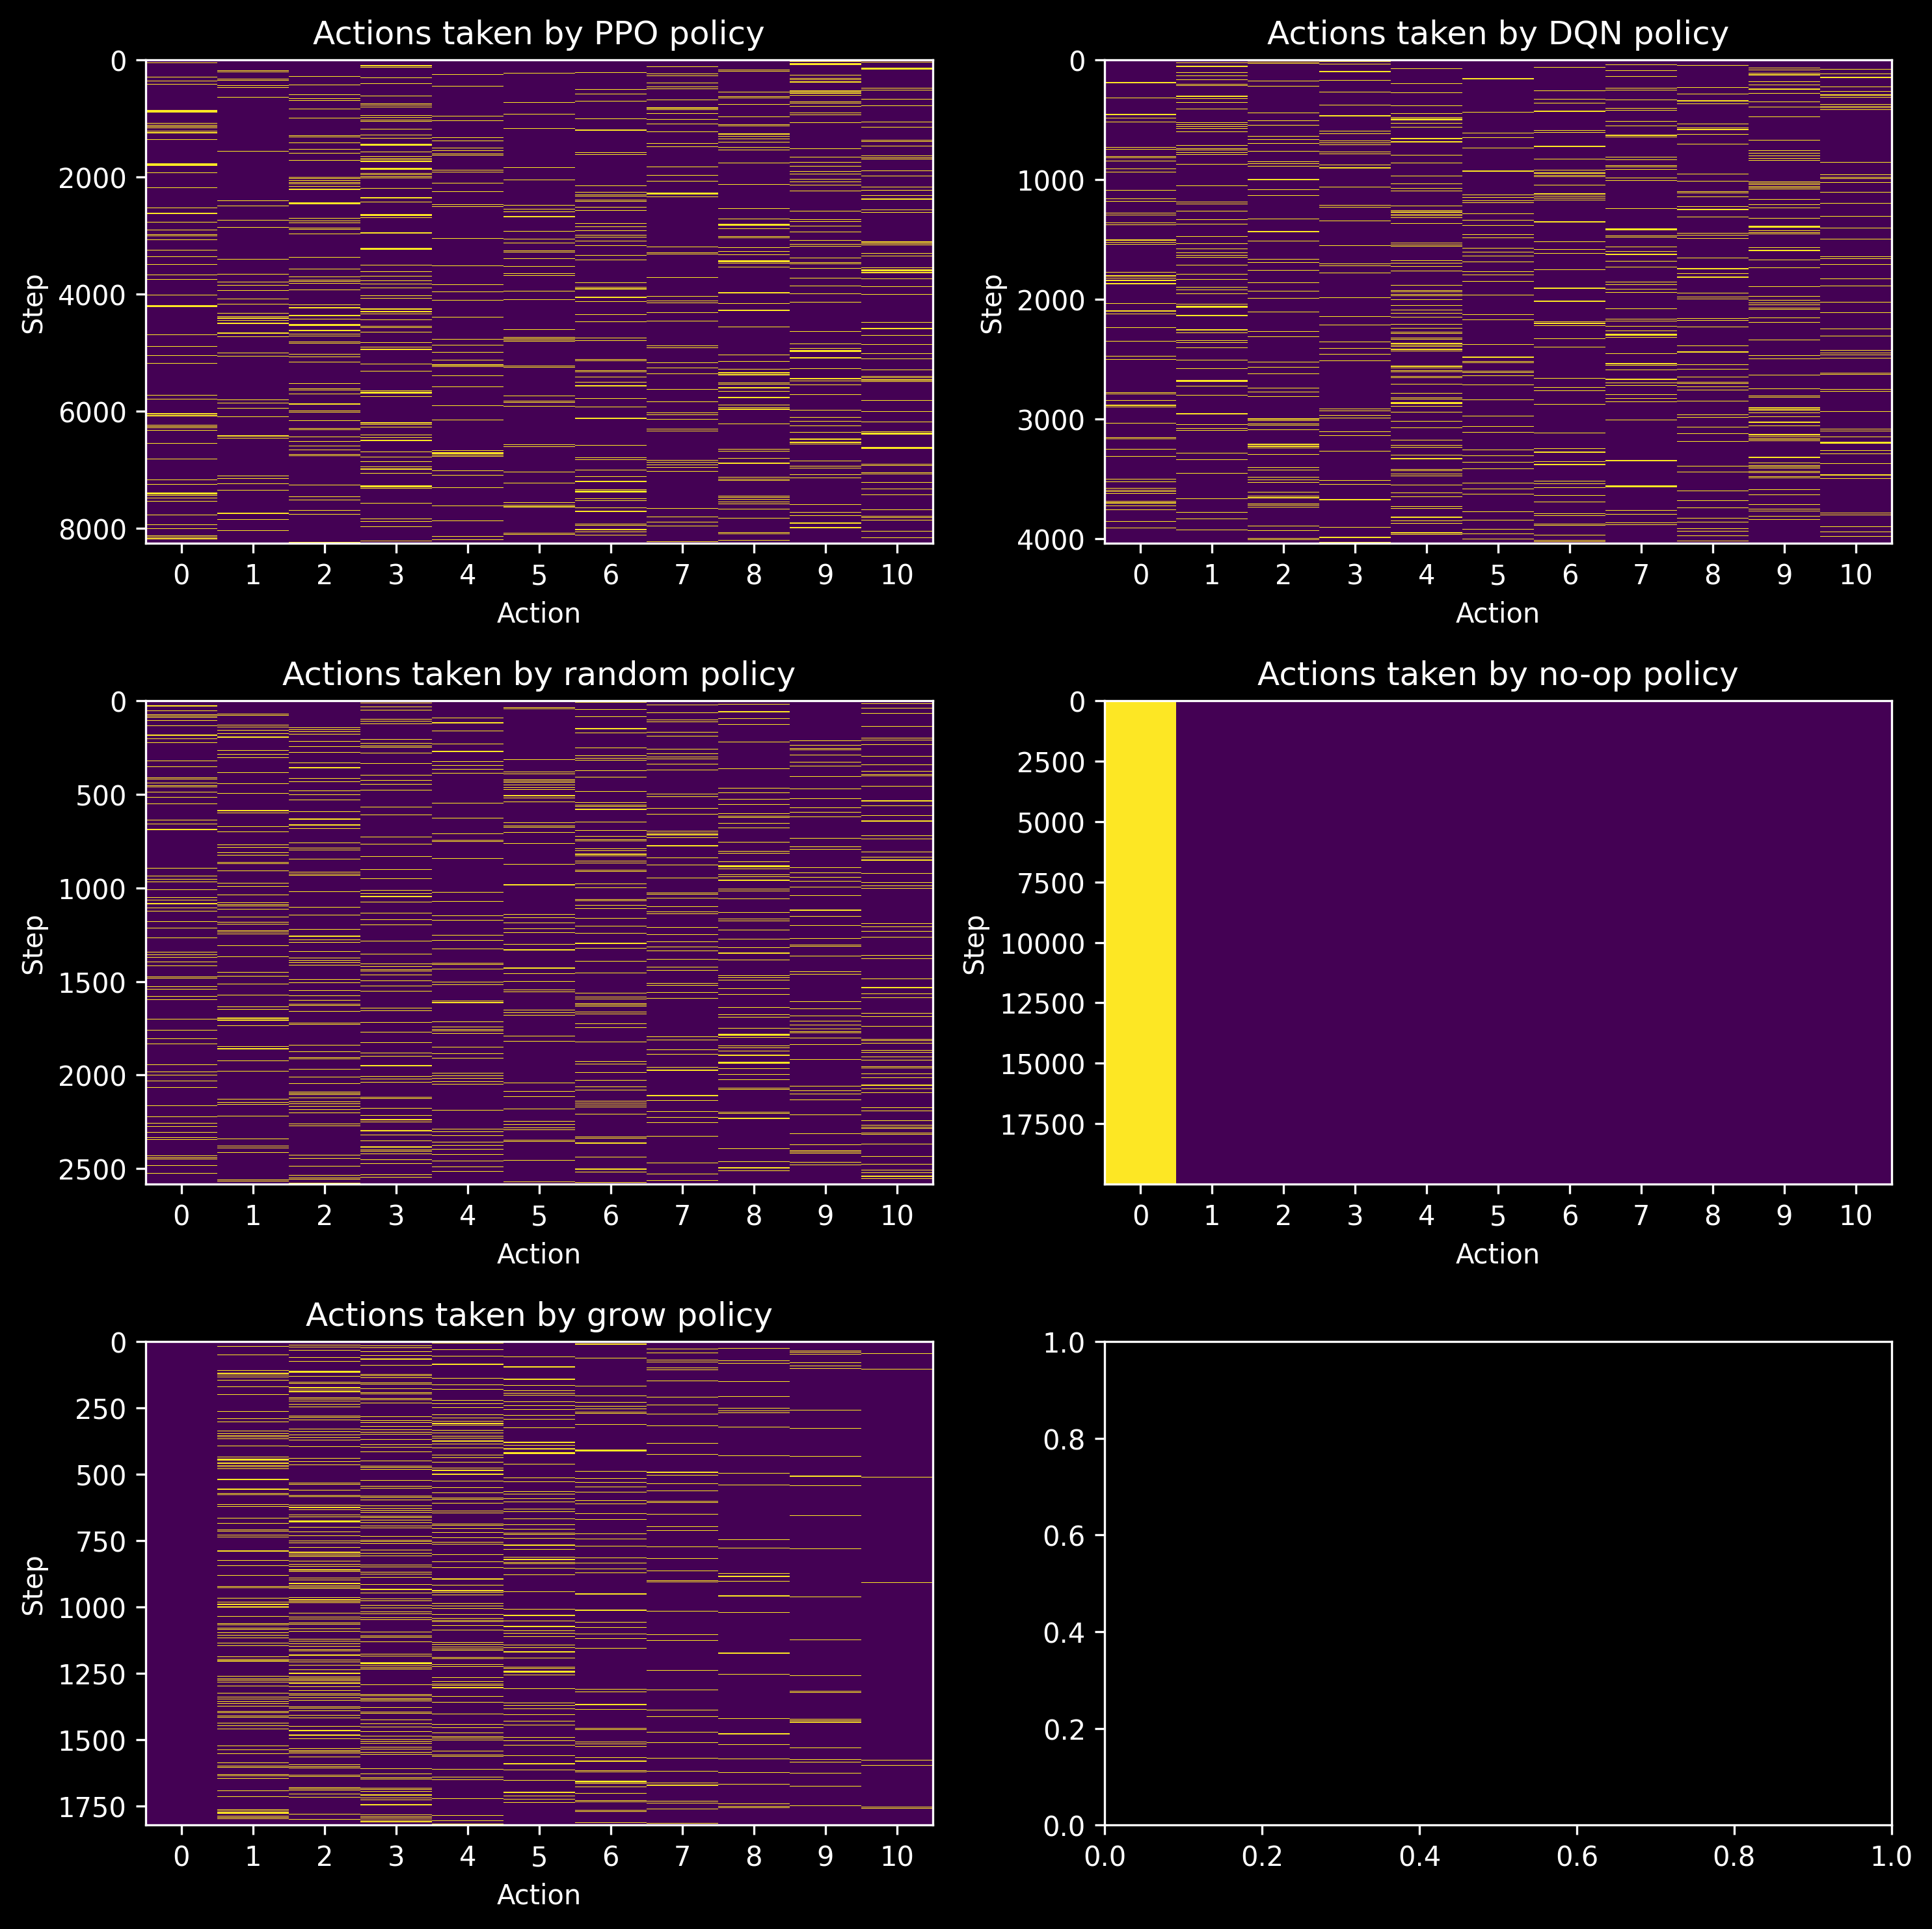 Actions taken by PPO policy
0
2000
4000
6000
8000
Step
0 1 2 3 4 5 6 7 8 9 10
Action
Actions taken by DQN policy
0
1000
2000
3000
4000
Step
0 1 2 3 4 5 6 7 8 9 10
Action
Actions taken by random policy
0
500
1000
1500
2000
2500
Step
0 1 2 3 4 5 6 7 8 9 10
Action
Actions taken by no-op policy
0
2500
5000
7500
10000
12500
15000
17500
Step
0 1 2 3 4 5 6 7 8 9 10
Action
Actions taken by grow policy
0
250
500
750
1000
1250
1500
1750
Step
0 1 2 3 4 5 6 7 8 9 10
Action
1.0
0.8
0.6
0.4
0.2
0.0
0.0 0.2 0.4 0.6 0.8 1.0